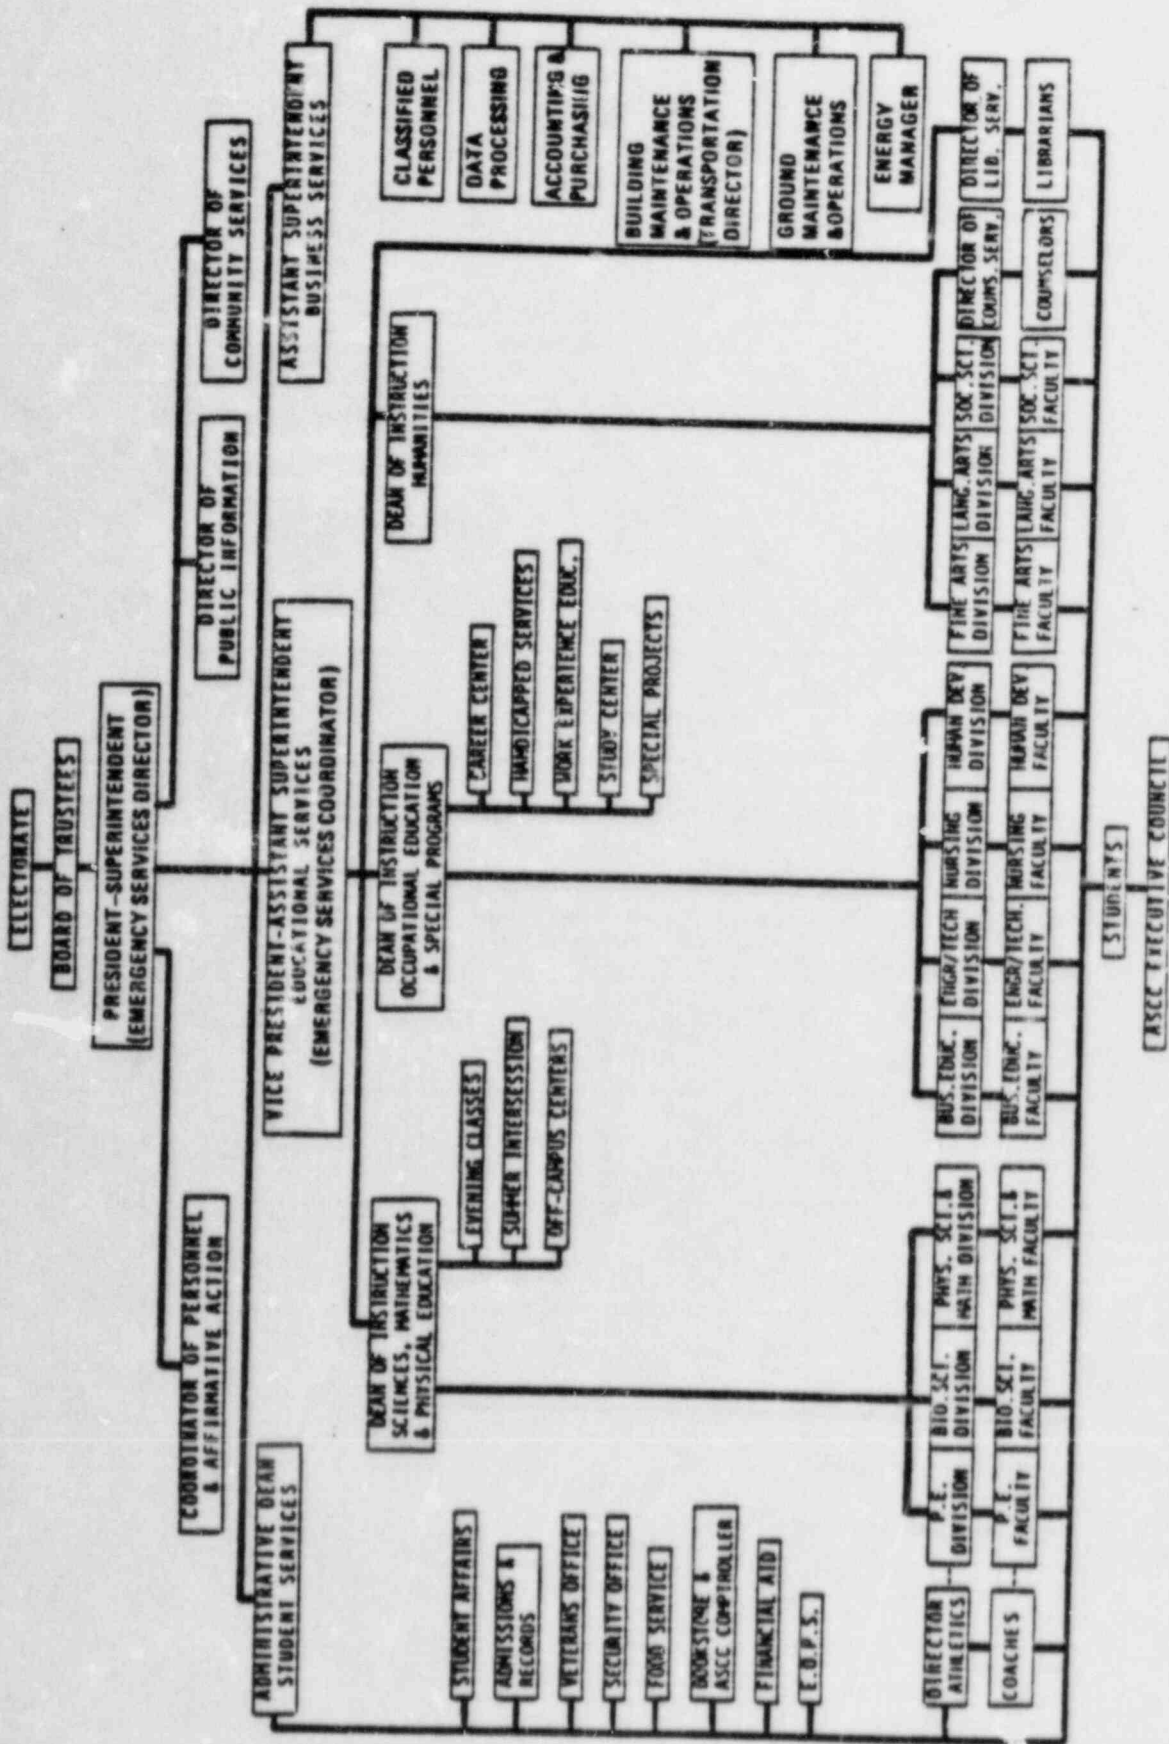 ELECTORATE
BOARD OF TRUSTEES
PRESIDENT-SUPERINTENDENT
(EMERGENCY SERVICES DIRECTOR)
COORDINATOR OF PERSONNEL
& AFFIRMATIVE ACTION
DIRECTOR OF
PUBLIC INFORMATION
DIRECTOR OF
COMMUNITY SERVICES
ADMINISTRATIVE DEAN
STUDENT SERVICES
VICE PRESIDENT-ASSISTANT SUPERINTENDENT
EDUCATIONAL SERVICES
(EMERGENCY SERVICES COORDINATOR)
ASSISTANT SUPERINTENDENT
BUSINESS SERVICES
DEAN OF INSTRUCTION
SCIENCES, MATHEMATICS
& PHYSICAL EDUCATION
DEAN OF INSTRUCTION
OCCUPATIONAL EDUCATION
& SPECIAL PROGRAMS
DEAN OF INSTRUCTION
HUMANITIES
STUDENT AFFAIRS
ADMISSIONS &
RECORDS
VETERANS OFFICE
SECURITY OFFICE
FOOD SERVICE
BOOKSTORE &
ASCC COMPTROLLER
FINANCIAL AID
E.O.P.S.
EVENING CLASSES
SUMMER INTERSESSION
OFF-CAMPUS CENTERS
CAREER CENTER
HANDICAPPED SERVICES
WORK EXPERIENCE EDUC.
STUDY CENTER
SPECIAL PROJECTS
CLASSIFIED
PERSONNEL
DATA
PROCESSING
ACCOUNTING &
PURCHASING
BUILDING
MAINTENANCE
& OPERATIONS
(TRANSPORTATION
DIRECTOR)
GROUND
MAINTENANCE
&OPERATIONS
ENERGY
MANAGER
DIRECTOR
ATHLETICS
P.E.
DIVISION
BIO.SCI.
DIVISION
PHYS. SCI.&
MATH DIVISION
BUS.EDUC.
DIVISION
ENGR/TECH
DIVISION
NURSING
DIVISION
HUMAN DEV.
DIVISION
FINE ARTS
DIVISION
LANG.ARTS
DIVISION
SOC.SCI.
DIVISION
DIRECTOR OF
COUNS.SERV.
DIRECTOR OF
LIB. SERV.
COACHES
P.E.
FACULTY
BIO.SCI.
FACULTY
PHYS. SCI.&
MATH FACULTY
BUS.EDUC.
FACULTY
ENGR/TECH.
FACULTY
NURSING
FACULTY
HUMAN DEV.
FACULTY
FINE ARTS
FACULTY
LANG.ARTS
FACULTY
SOC.SCI.
FACULTY
COUNSELORS
LIBRARIANS
STUDENTS
ASCC EXECUTIVE COUNCIL